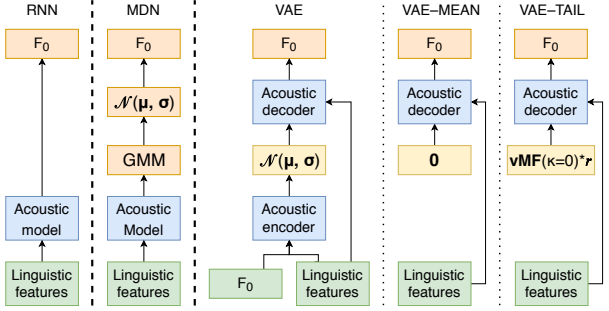 RNN
F₀
Acoustic
model
Linguistic
features
MDN
F₀
𝒩(μ, σ)
GMM
Acoustic
Model
Linguistic
features
VAE
F₀
Acoustic
decoder
𝒩(μ, σ)
Acoustic
encoder
F₀
Linguistic
features
VAE–MEAN
F₀
Acoustic
decoder
0
Linguistic
features
VAE–TAIL
F₀
Acoustic
decoder
vMF(κ=0)*r
Linguistic
features